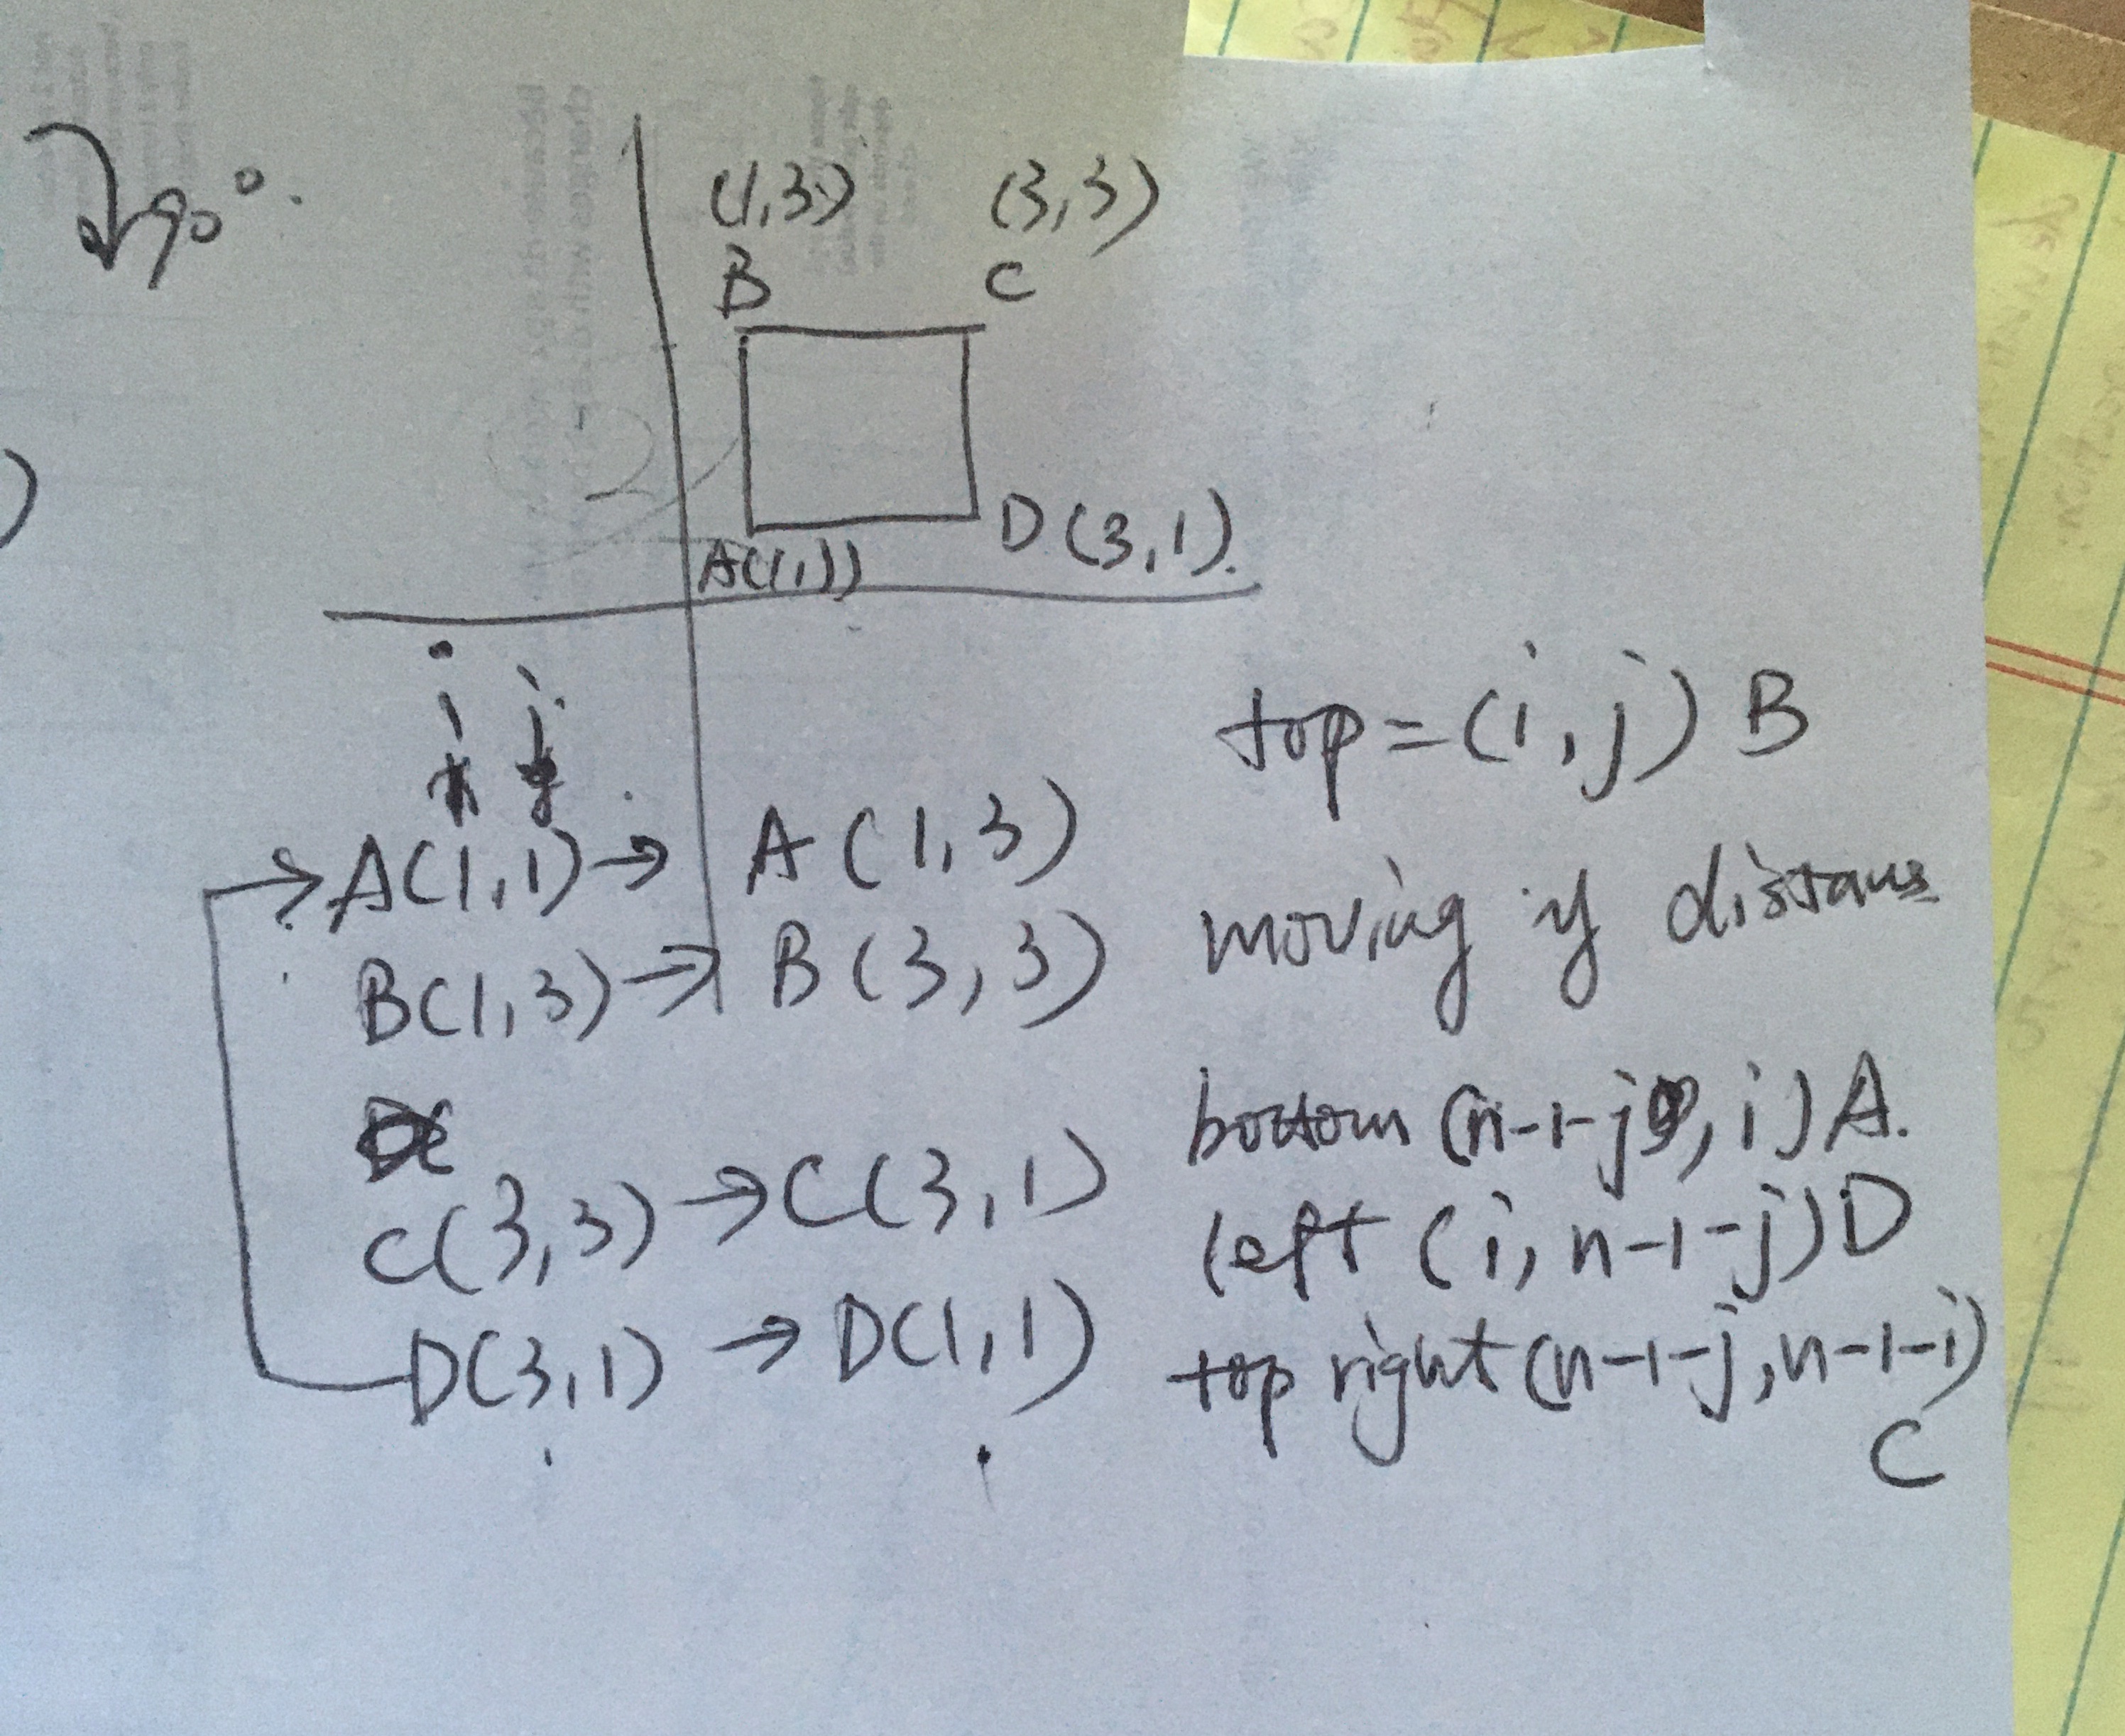 90°.
(1,3) (3,3)
B C
)
A(1,1) D(3,1).
i j
top = (i, j) B
A(1,1) → A(1,3)
moving if
B(1,3) → B(3,3)
bottom (n-1-j, i) A.
C(3,3) → C(3,1)
left (i, n-1-j) D
D(3,1) → D(1,1)
top right (n-1-j, n-1-i)
C